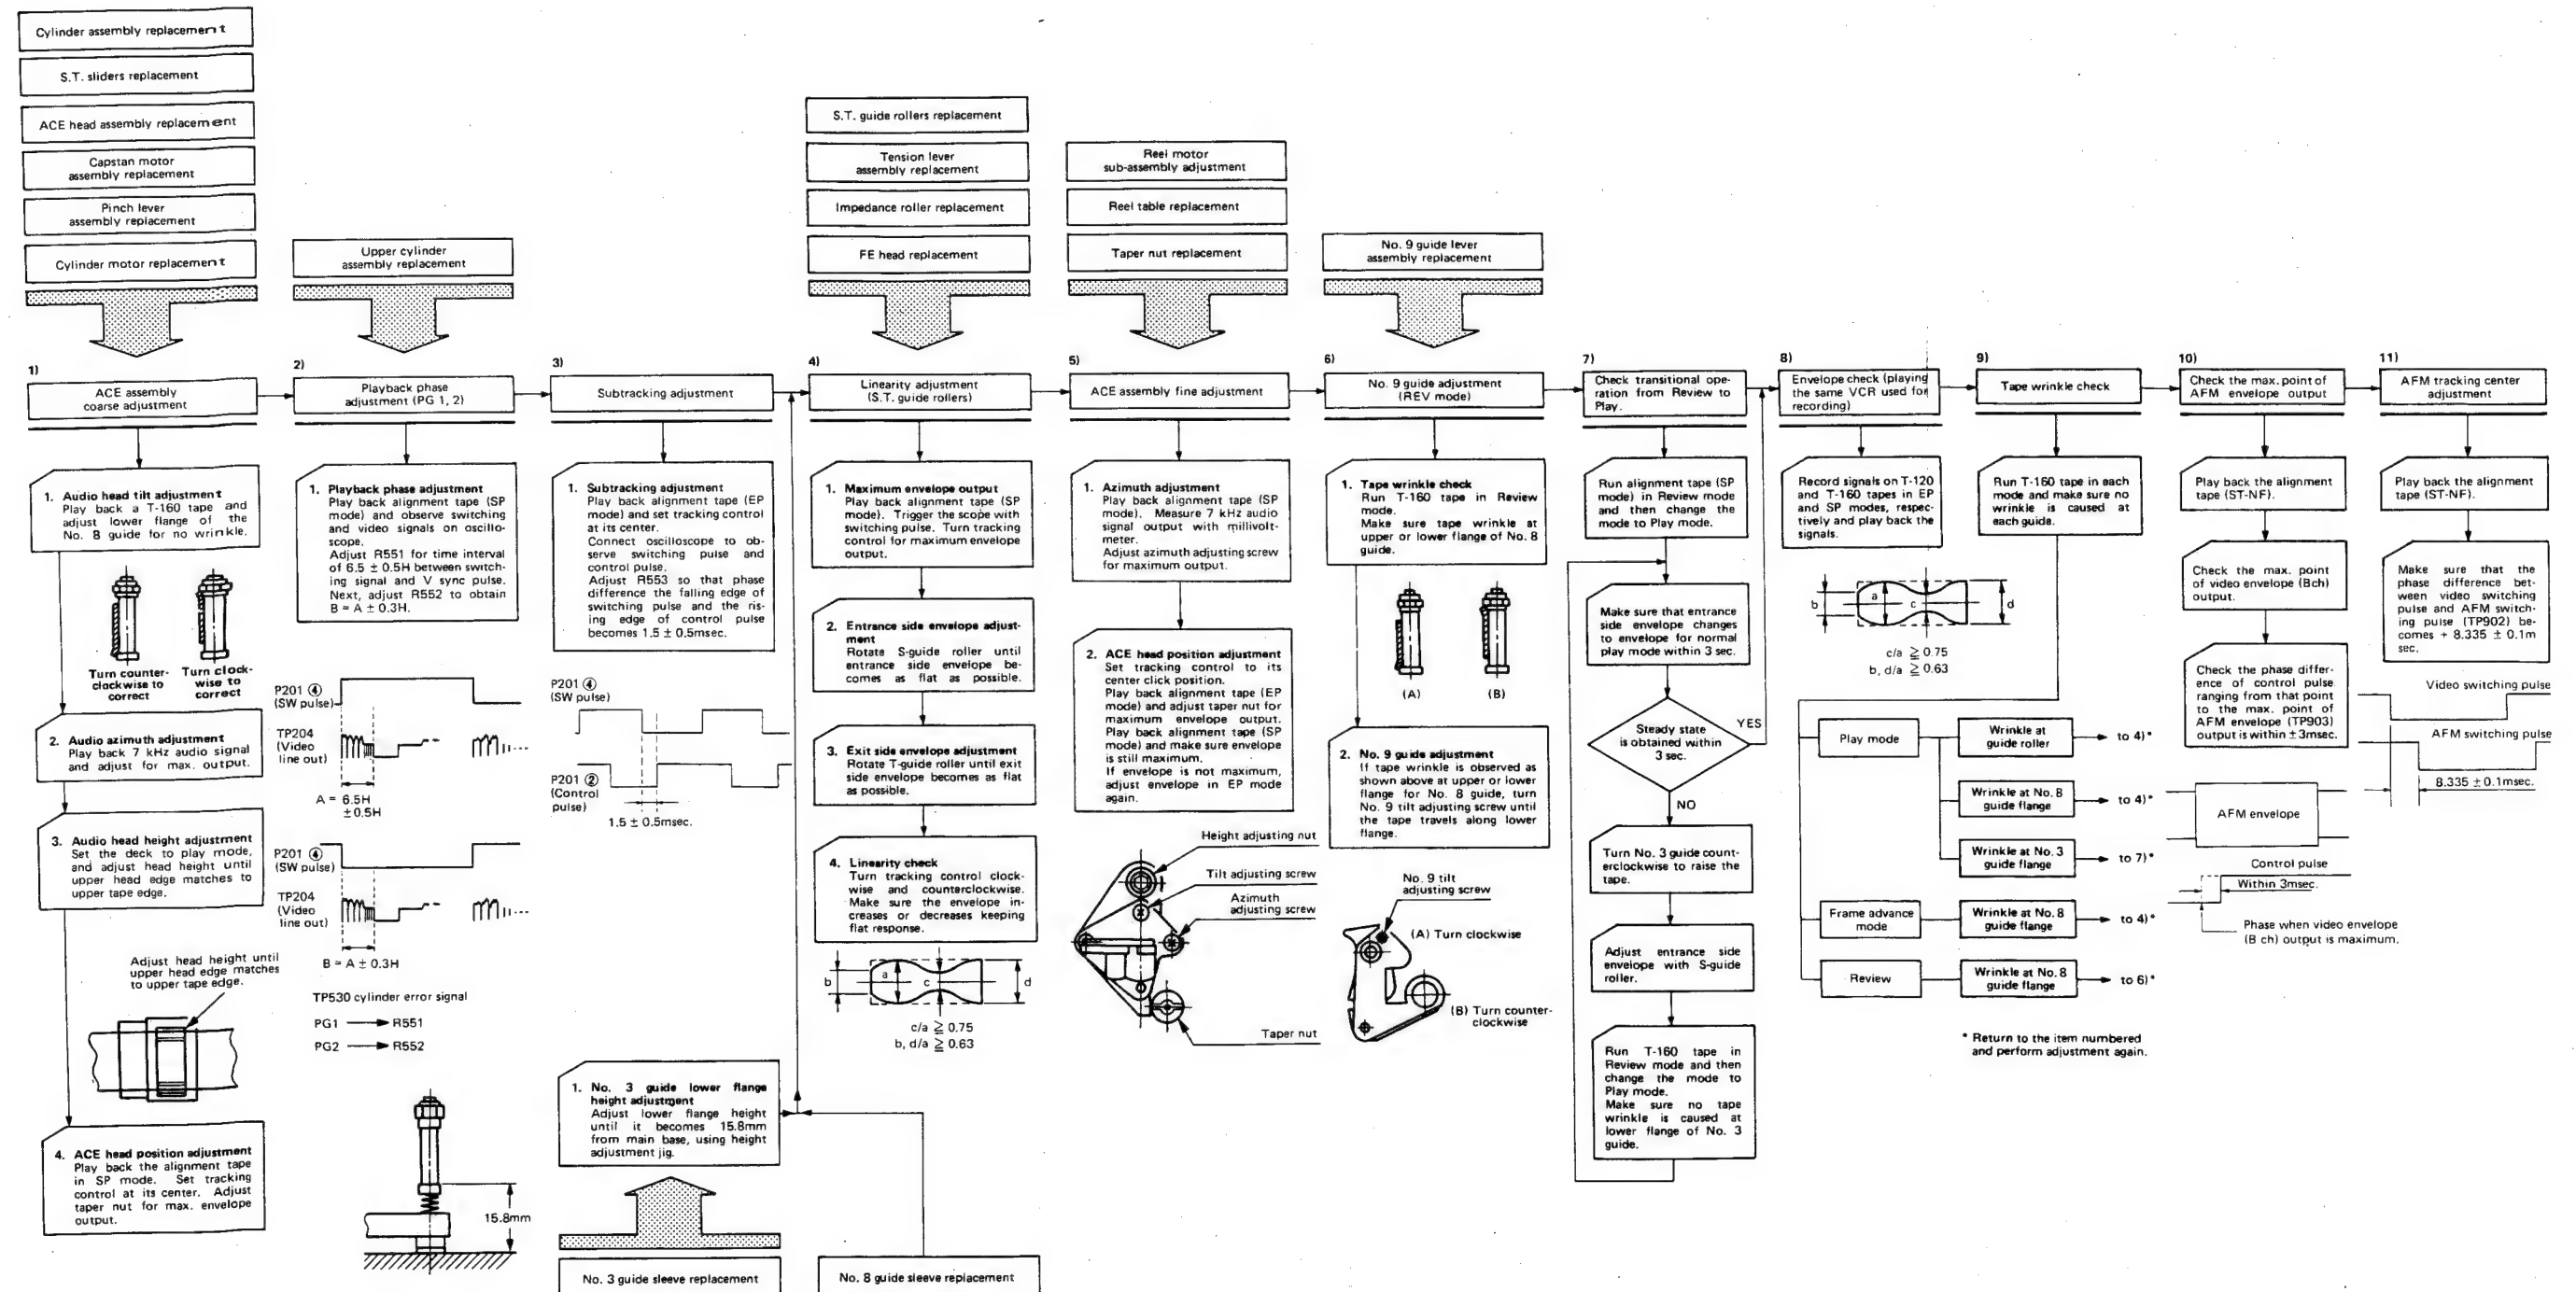 Cylinder assembly replacement
S.T. sliders replacement
ACE head assembly replacement
Capstan motor
assembly replacement
Pinch lever
assembly replacement
Cylinder motor replacement
Upper cylinder
assembly replacement
S.T. guide rollers replacement
Tension lever
assembly replacement
Impedance roller replacement
FE head replacement
Reel motor
sub-assembly adjustment
Reel table replacement
Taper nut replacement
No. 9 guide lever
assembly replacement
1)
ACE assembly
coarse adjustment
1. Audio head tilt adjustment
Play back a T-160 tape and
adjust lower flange of the
No. 8 guide for no wrinkle.
Turn counter-
clockwise to
correct
Turn clock-
wise to
correct
2. Audio azimuth adjustment
Play back 7 kHz audio signal
and adjust for max. output.
3. Audio head height adjustment
Set the deck to play mode,
and adjust head height until
upper head edge matches to
upper tape edge.
Adjust head height until
upper head edge matches
to upper tape edge.
4. ACE head position adjustment
Play back the alignment tape
in SP mode. Set tracking
control at its center. Adjust
taper nut for max. envelope
output.
2)
Playback phase
adjustment (PG 1, 2)
1. Playback phase adjustment
Play back alignment tape (SP
mode) and observe switching
and video signals on oscillo-
scope.
Adjust R551 for time interval
of 6.5 ± 0.5H between switch-
ing signal and V sync pulse.
Next, adjust R552 to obtain
B = A ± 0.3H.
P201 ④
(SW pulse)
TP204
(Video
line out)
A = 6.5H
±0.5H
P201 ④
(SW pulse)
TP204
(Video
line out)
B = A ± 0.3H
TP530 cylinder error signal
PG1 → R551
PG2 → R552
15.8mm
3)
Subtracking adjustment
1. Subtracking adjustment
Play back alignment tape (EP
mode) and set tracking control
at its center.
Connect oscilloscope to ob-
serve switching pulse and
control pulse.
Adjust R553 so that phase
difference the falling edge of
switching pulse and the ris-
ing edge of control pulse
becomes 1.5 ± 0.5msec.
P201 ④
(SW pulse)
P201 ②
(Control
pulse)
1.5 ± 0.5msec.
1. No. 3 guide lower flange
height adjustment
Adjust lower flange height
until it becomes 15.8mm
from main base, using height
adjustment jig.
No. 3 guide sleeve replacement
No. 8 guide sleeve replacement
4)
Linearity adjustment
(S.T. guide rollers)
1. Maximum envelope output
Play back alignment tape (SP
mode). Trigger the scope with
switching pulse. Turn tracking
control for maximum envelope
output.
2. Entrance side envelope adjust-
ment
Rotate S-guide roller until
entrance side envelope be-
comes as flat as possible.
3. Exit side envelope adjustment
Rotate T-guide roller until exit
side envelope becomes as flat
as possible.
4. Linearity check
Turn tracking control clock-
wise and counterclockwise.
Make sure the envelope in-
creases or decreases keeping
flat response.
a
b
c
d
c/a ≧ 0.75
b, d/a ≧ 0.63
5)
ACE assembly fine adjustment
1. Azimuth adjustment
Play back alignment tape (SP
mode). Measure 7 kHz audio
signal output with millivolt-
meter.
Adjust azimuth adjusting screw
for maximum output.
2. ACE head position adjustment
Set tracking control to its
center click position.
Play back alignment tape (EP
mode) and adjust taper nut for
maximum envelope output.
Play back alignment tape (SP
mode) and make sure envelope
is still maximum.
If envelope is not maximum,
adjust envelope in EP mode
again.
Height adjusting nut
Tilt adjusting screw
Azimuth
adjusting screw
Taper nut
6)
No. 9 guide adjustment
(REV mode)
1. Tape wrinkle check
Run T-160 tape in Review
mode.
Make sure tape wrinkle at
upper or lower flange of No. 8
guide.
(A)
(B)
2. No. 9 guide adjustment
If tape wrinkle is observed as
shown above at upper or lower
flange for No. 8 guide, turn
No. 9 tilt adjusting screw until
the tape travels along lower
flange.
No. 9 tilt
adjusting screw
(A) Turn clockwise
(B) Turn counter-
clockwise
7)
Check transitional ope-
ration from Review to
Play.
Run alignment tape (SP
mode) in Review mode
and then change the
mode to Play mode.
Make sure that entrance
side envelope changes
to envelope for normal
play mode within 3 sec.
Steady state
is obtained within
3 sec.
YES
NO
Turn No. 3 guide count-
erclockwise to raise the
tape.
Adjust entrance side
envelope with S-guide
roller.
Run T-160 tape in
Review mode and then
change the mode to
Play mode.
Make sure no tape
wrinkle is caused at
lower flange of No. 3
guide.
8)
Envelope check (playing
the same VCR used for
recording)
Record signals on T-120
and T-160 tapes in EP
and SP modes, respec-
tively and play back the
signals.
a
b
c
d
c/a ≧ 0.75
b, d/a ≧ 0.63
9)
Tape wrinkle check
Run T-160 tape in each
mode and make sure no
wrinkle is caused at
each guide.
Play mode
Wrinkle at
guide roller
to 4)*
Wrinkle at No. 8
guide flange
to 4)*
Wrinkle at No. 3
guide flange
to 7)*
Frame advance
mode
Wrinkle at No. 8
guide flange
to 4)*
Review
Wrinkle at No. 8
guide flange
to 6)*
* Return to the item numbered
and perform adjustment again.
10)
Check the max. point of
AFM envelope output
Play back the alignment
tape (ST-NF).
Check the max. point
of video envelope (Bch)
output.
Check the phase differ-
ence of control pulse
ranging from that point
to the max. point of
AFM envelope (TP903)
output is within ±3msec.
AFM envelope
Control pulse
Within 3msec.
Phase when video envelope
(B ch) output is maximum.
11)
AFM tracking center
adjustment
Play back the alignment
tape (ST-NF).
Make sure that the
phase difference bet-
ween video switching
pulse and AFM switch-
ing pulse (TP902) be-
comes + 8.335 ± 0.1m
sec.
Video switching pulse
AFM switching pulse
8.335 ± 0.1msec.